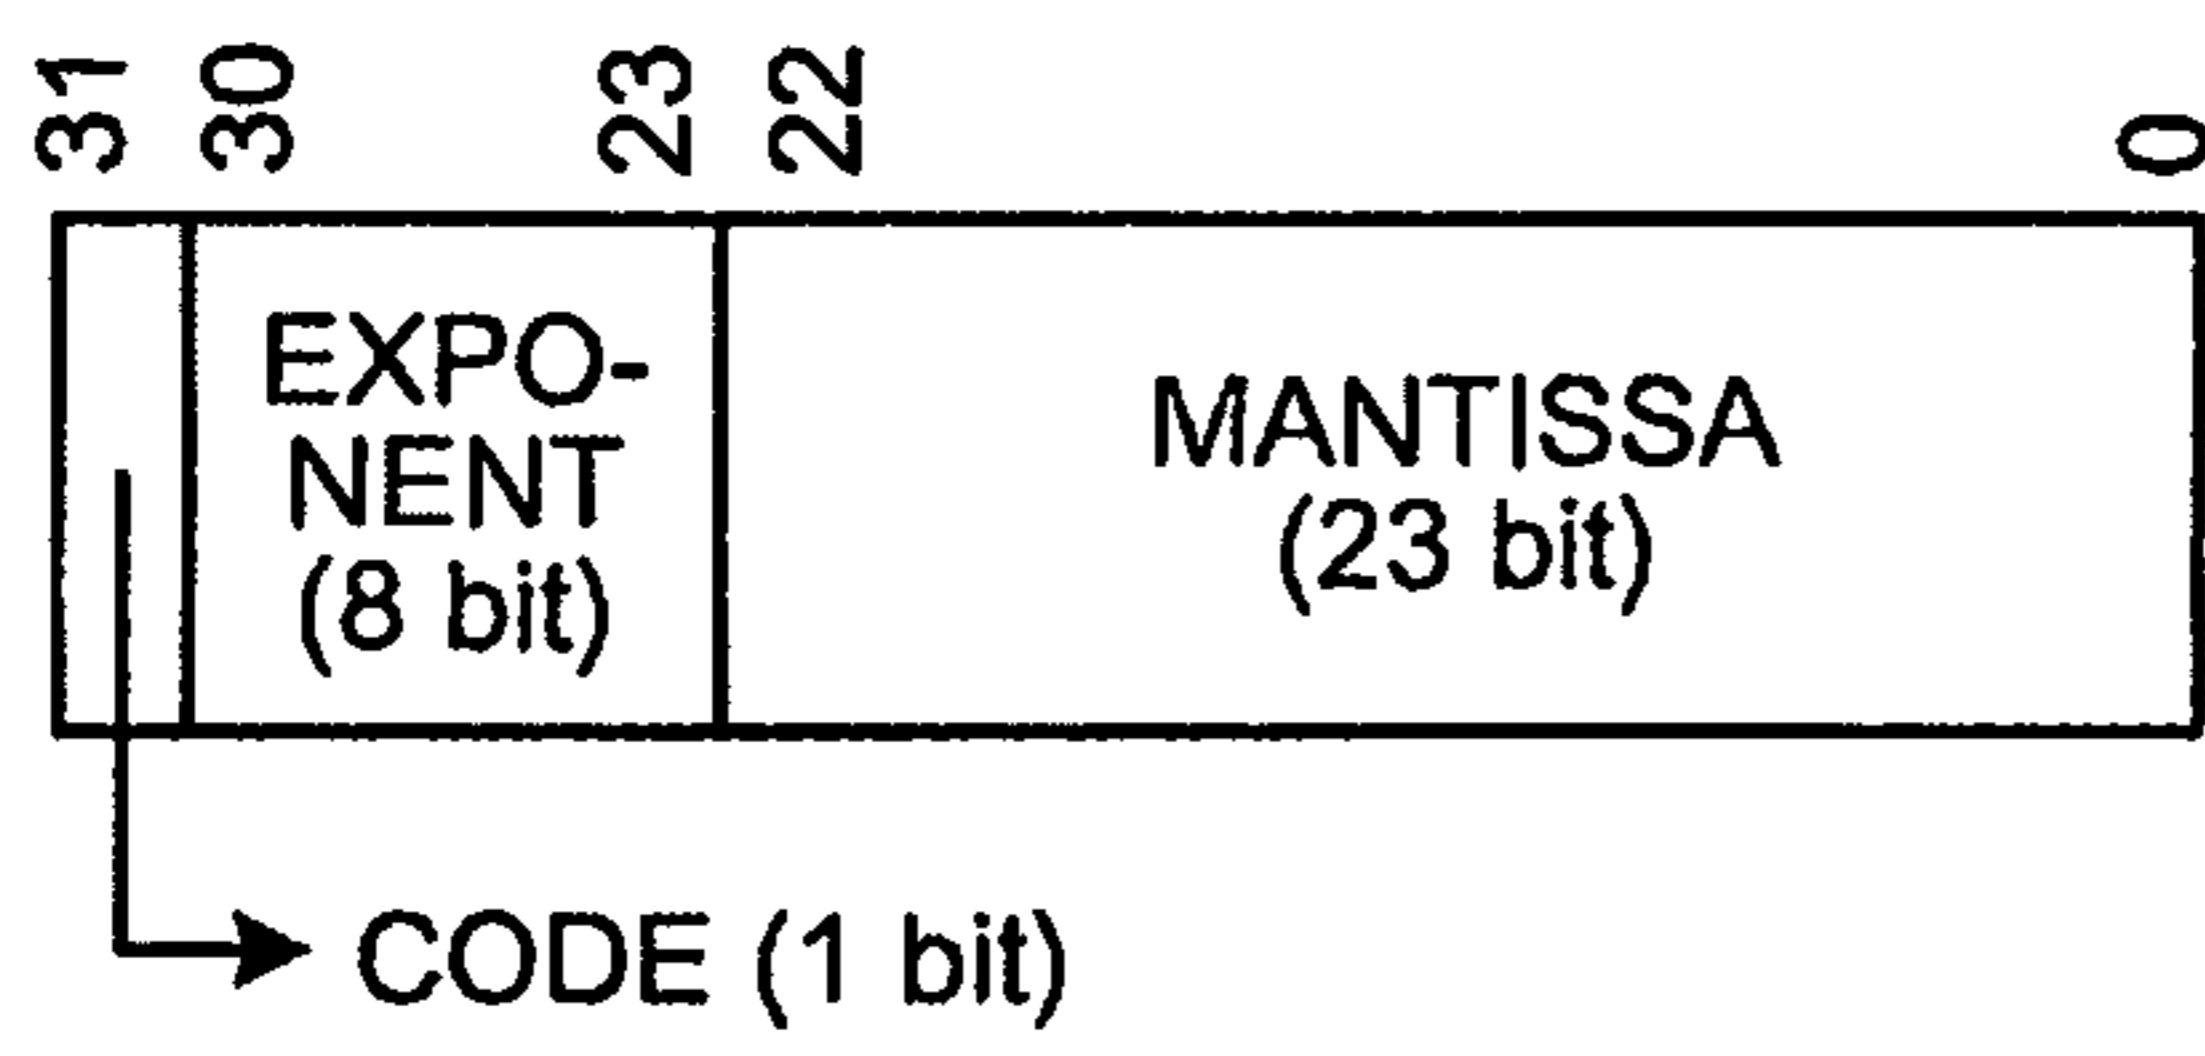 31 30 23 22 0
EXPO-
NENT
(8 bit)
MANTISSA
(23 bit)
CODE (1 bit)